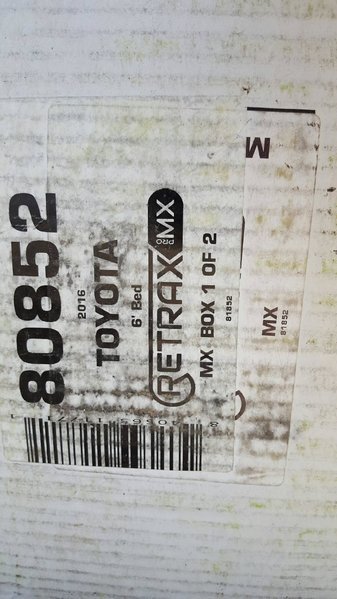 80852
2016
TOYOTA
6' Bed
RETRAX PRO MX
MX BOX 1 OF 2
81852
M
MX
81852